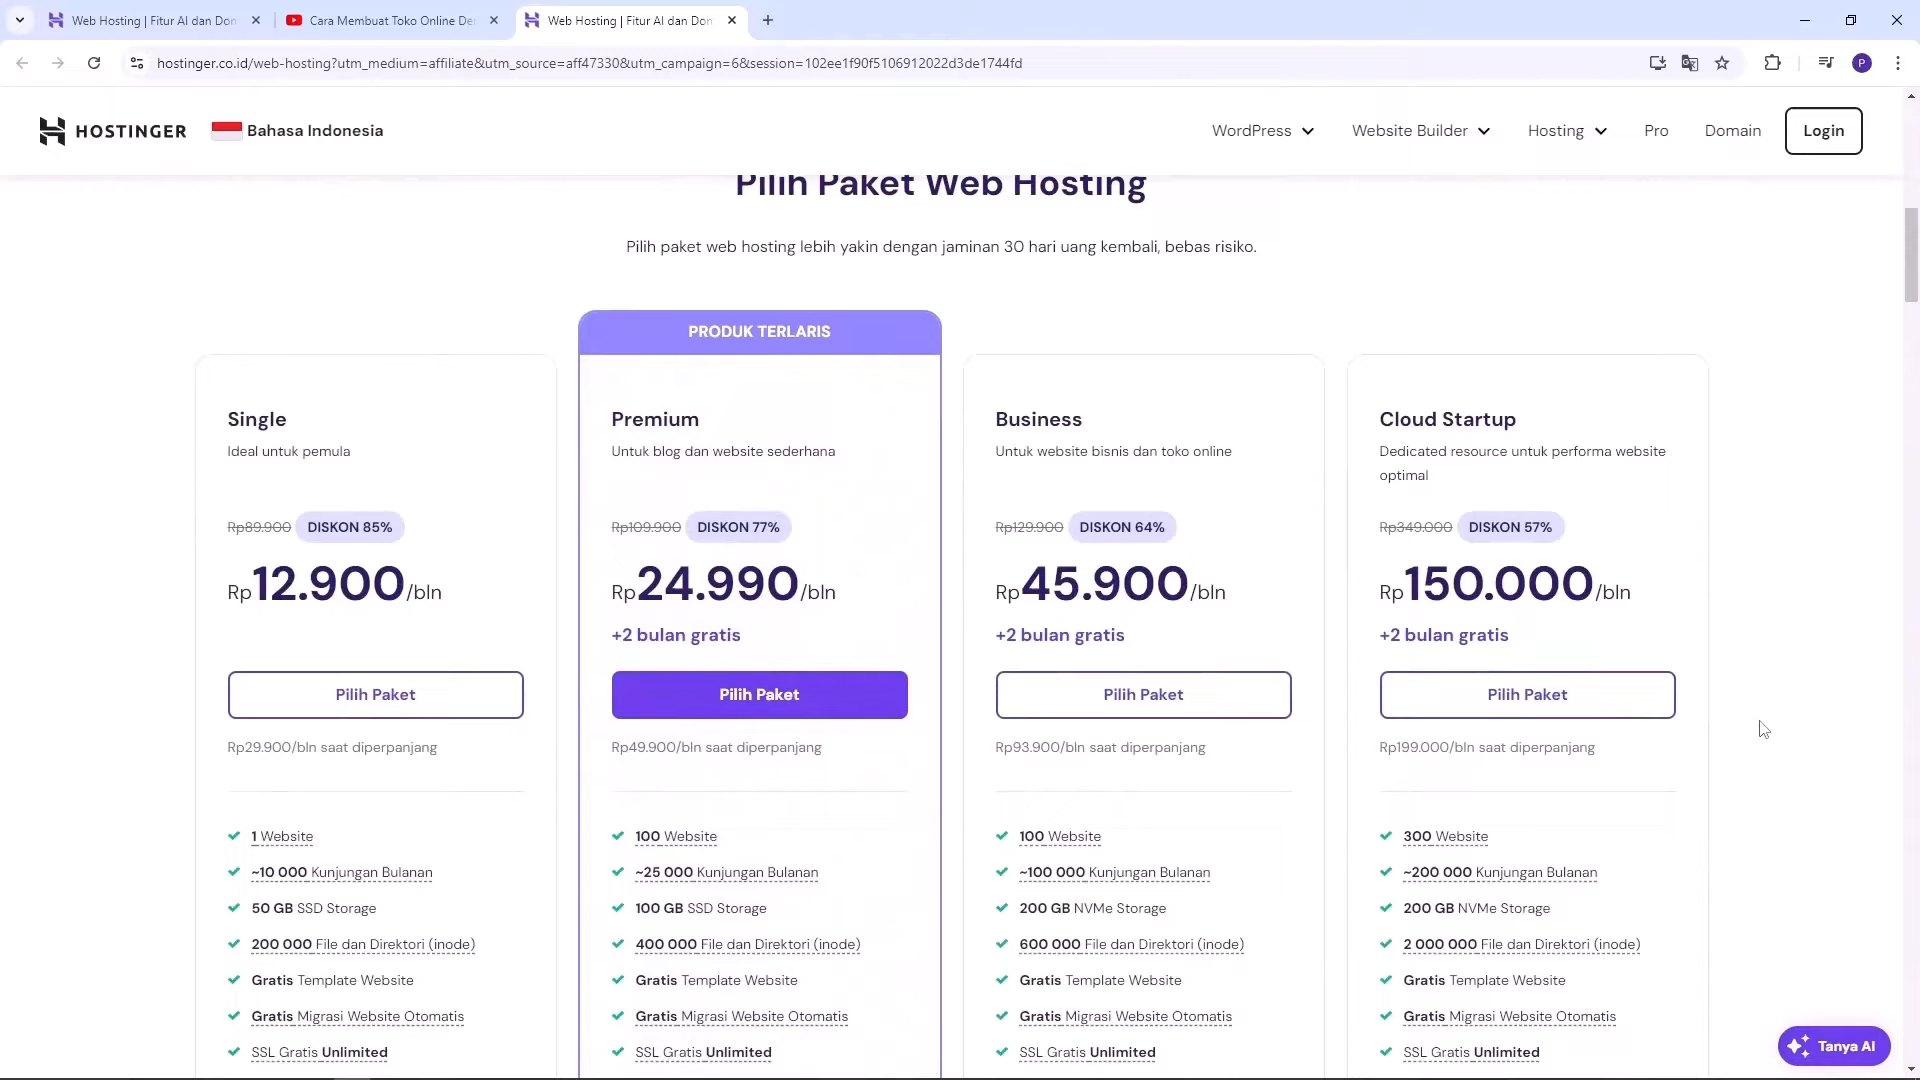 Web Hosting | Fitur AI dan Dom
Cara Membuat Toko Online De
Web Hosting | Fitur AI dan Dom
hostinger.co.id/web-hosting?utm_medium=affiliate&utm_source=aff47330&utm_campaign=6&session=102ee1f90f5106912022d3de1744fd
P
HOSTINGER
Bahasa Indonesia
WordPress
Website Builder
Hosting
Pro
Domain
Login
Pilih Paket Web Hosting
Pilih paket web hosting lebih yakin dengan jaminan 30 hari uang kembali, bebas risiko.
PRODUK TERLARIS
Single
Ideal untuk pemula
Rp89.900 DISKON 85%
Rp12.900/bln
Pilih Paket
Rp29.900/bln saat diperpanjang
1 Website
~10 000 Kunjungan Bulanan
50 GB SSD Storage
200 000 File dan Direktori (inode)
Gratis Template Website
Gratis Migrasi Website Otomatis
SSL Gratis Unlimited
Premium
Untuk blog dan website sederhana
Rp109.900 DISKON 77%
Rp24.990/bln
+2 bulan gratis
Pilih Paket
Rp49.900/bln saat diperpanjang
100 Website
~25 000 Kunjungan Bulanan
100 GB SSD Storage
400 000 File dan Direktori (inode)
Gratis Template Website
Gratis Migrasi Website Otomatis
SSL Gratis Unlimited
Business
Untuk website bisnis dan toko online
Rp129.900 DISKON 64%
Rp45.900/bln
+2 bulan gratis
Pilih Paket
Rp93.900/bln saat diperpanjang
100 Website
~100 000 Kunjungan Bulanan
200 GB NVMe Storage
600 000 File dan Direktori (inode)
Gratis Template Website
Gratis Migrasi Website Otomatis
SSL Gratis Unlimited
Cloud Startup
Dedicated resource untuk performa website
optimal
Rp349.000 DISKON 57%
Rp150.000/bln
+2 bulan gratis
Pilih Paket
Rp199.000/bln saat diperpanjang
300 Website
~200 000 Kunjungan Bulanan
200 GB NVMe Storage
2 000 000 File dan Direktori (inode)
Gratis Template Website
Gratis Migrasi Website Otomatis
SSL Gratis Unlimited
Tanya AI